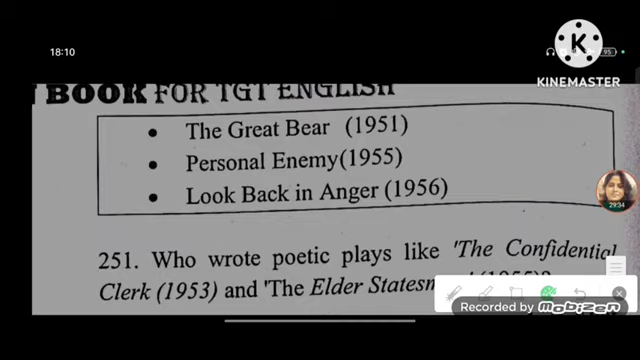 18:10
95
KINEMASTER
BOOK FOR TGT ENGLISH
• The Great Bear (1951)
• Personal Enemy(1955)
• Look Back in Anger (1956)
29:34
251. Who wrote poetic plays like 'The Confidential
Clerk (1953) and 'The Elder
Recorded by mobizen